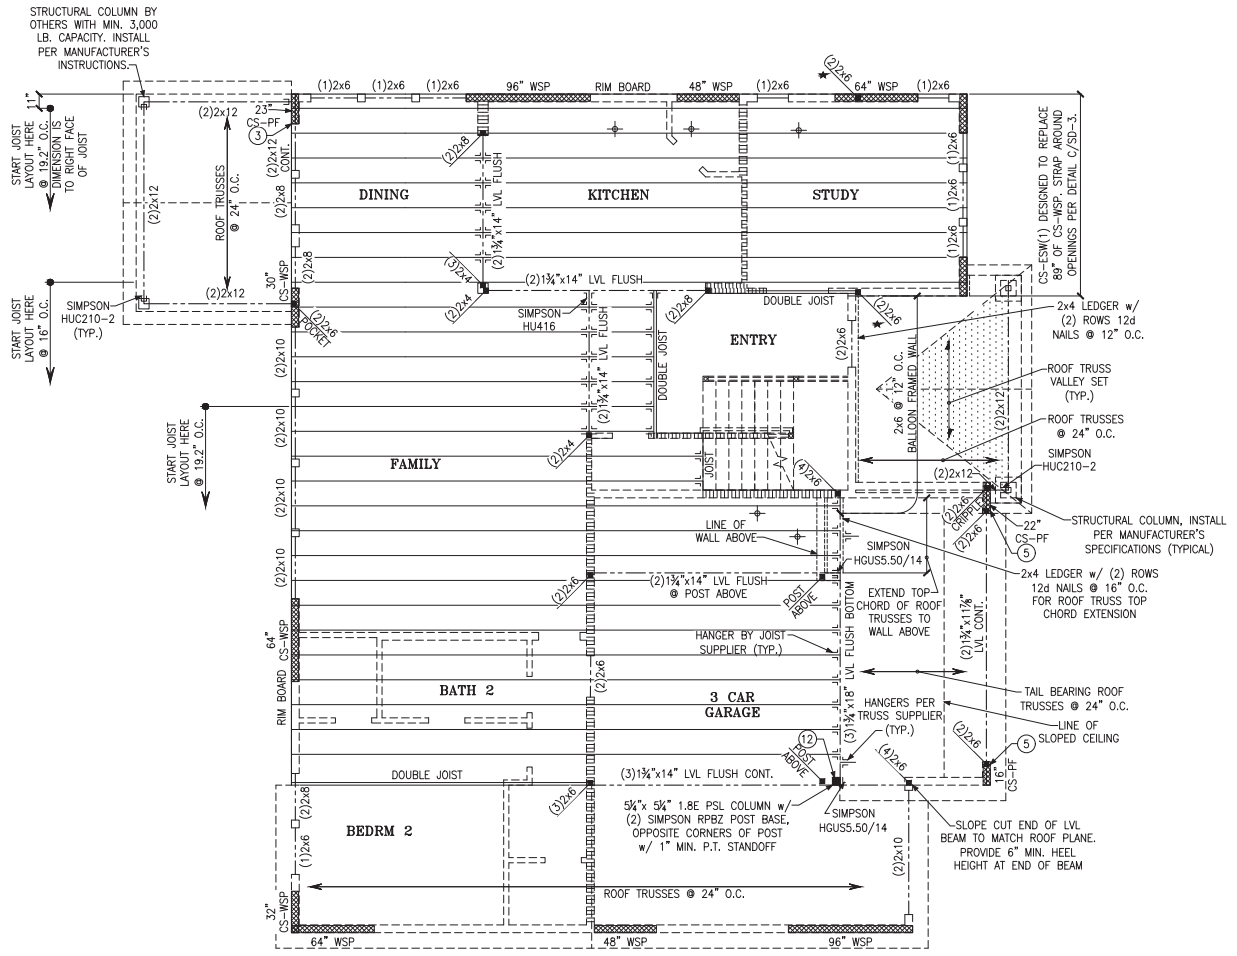 STRUCTURAL COLUMN BY
OTHERS WITH MIN. 3,000
LB. CAPACITY. INSTALL
PER MANUFACTURER'S
INSTRUCTIONS.
11"
START JOIST
LAYOUT HERE
@ 19.2" O.C.
DIMENSION IS
TO RIGHT FACE
OF JOIST
(2)2x12
(2)2x12
ROOF TRUSSES
@ 24" O.C.
(2)2x12
23"
CS-PF
3
(2)2x12
CONT.
(2)2x8
(2)2x8
30"
CS-WSP
(1)2x6
(1)2x6
(1)2x6
96" WSP
RIM BOARD
48" WSP
(1)2x6
(2)2x6
64" WSP
(1)2x6
(2)2x8
(2)1¾"x14" LVL FLUSH
DINING
KITCHEN
STUDY
(1)2x6
(1)2x6
(1)2x6
CS-ESW(1) DESIGNED TO REPLACE
89" OF CS-WSP. STRAP AROUND
OPENINGS PER DETAIL C/SD-3.
START JOIST
LAYOUT HERE
@ 16" O.C.
SIMPSON
HUC210-2
(TYP.)
(2)2x6
POCKET
(3)2x4
(2)2x4
(2)1¾"x14" LVL FLUSH
SIMPSON
HU416
(2)2x8
DOUBLE JOIST
(2)2x6
2x4 LEDGER w/
(2) ROWS 12d
NAILS @ 12" O.C.
(2)1¾"x14" LVL FLUSH
DOUBLE JOIST
ENTRY
(2)2x6
2x6 @ 12" O.C.
BALLOON FRAMED WALL
ROOF TRUSS
VALLEY SET
(TYP.)
(2)2x12
ROOF TRUSSES
@ 24" O.C.
SIMPSON
HUC210-2
(2)2x12
(2)2x10
(2)2x10
START JOIST
LAYOUT HERE
@ 19.2" O.C.
FAMILY
(2)2x4
JOIST
(4)2x6
(2)2x10
(2)2x10
LINE OF
WALL ABOVE
SIMPSON
HGUS5.50/14
(2)2x6
CRIPPLE
(2)2x6
22"
CS-PF
5
STRUCTURAL COLUMN, INSTALL
PER MANUFACTURER'S
SPECIFICATIONS (TYPICAL)
2x4 LEDGER w/ (2) ROWS
12d NAILS @ 16" O.C.
FOR ROOF TRUSS TOP
CHORD EXTENSION
(2)2x6
(2)1¾"x14" LVL FLUSH
@ POST ABOVE
POST
ABOVE
EXTEND TOP
CHORD OF ROOF
TRUSSES TO
WALL ABOVE
(2)1¾"x11⅞"
LVL CONT.
64"
CS-WSP
HANGER BY JOIST
SUPPLIER (TYP.)
(3)1¾"x18" LVL FLUSH BOTTOM
(2)2x6
RIM BOARD
BATH 2
3 CAR
GARAGE
HANGERS PER
TRUSS SUPPLIER
(TYP.)
TAIL BEARING ROOF
TRUSSES @ 24" O.C.
LINE OF
SLOPED CEILING
(2)2x6
5
16"
CS-PF
12
POST
ABOVE
(4)2x6
DOUBLE JOIST
(3)1¾"x14" LVL FLUSH CONT.
(3)2x6
(2)2x8
(1)2x6
BEDRM 2
5¼"x 5¼" 1.8E PSL COLUMN w/
(2) SIMPSON RPBZ POST BASE,
OPPOSITE CORNERS OF POST
w/ 1" MIN. P.T. STANDOFF
SIMPSON
HGUS5.50/14
SLOPE CUT END OF LVL
BEAM TO MATCH ROOF PLANE.
PROVIDE 6" MIN. HEEL
HEIGHT AT END OF BEAM
(2)2x10
ROOF TRUSSES @ 24" O.C.
32"
CS-WSP
64" WSP
48" WSP
96" WSP